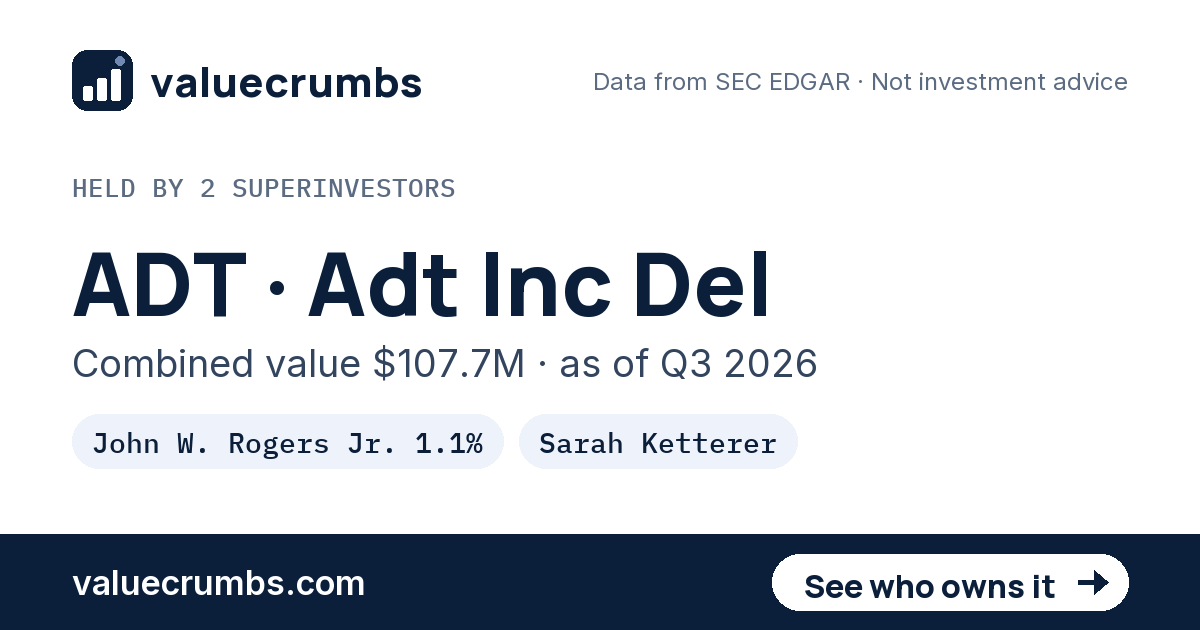 valuecrumbs
Data from SEC EDGAR · Not investment advice
HELD BY 2 SUPERINVESTORS
ADT · Adt Inc Del
Combined value $107.7M · as of Q3 2026
John W. Rogers Jr. 1.1%
Sarah Ketterer
valuecrumbs.com
See who owns it →